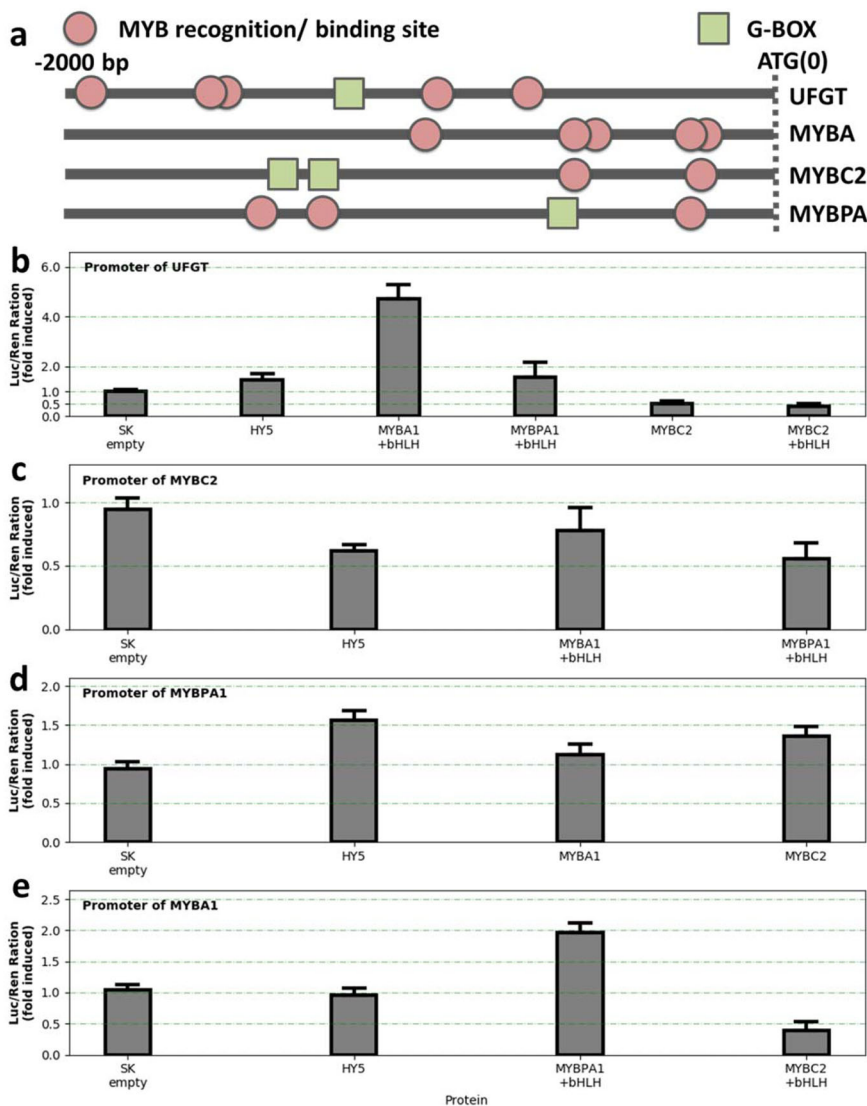 a
MYB recognition/ binding site
G-BOX
-2000 bp
ATG(0)
UFGT
MYBA
MYBC2
MYBPA
b
Promoter of UFGT
Luc/Ren Ration
(fold induced)
6.0
4.0
2.0
1.0
0.5
0.0
SK
empty
HY5
MYBA1
+bHLH
MYBPA1
+bHLH
MYBC2
MYBC2
+bHLH
c
Promoter of MYBC2
Luc/Ren Ration
(fold induced)
1.0
0.5
0.0
SK
empty
HY5
MYBA1
+bHLH
MYBPA1
+bHLH
d
Promoter of MYBPA1
Luc/Ren Ration
(fold induced)
2.0
1.5
1.0
0.5
0.0
SK
empty
HY5
MYBA1
MYBC2
e
Promoter of MYBA1
Luc/Ren Ration
(fold induced)
2.5
2.0
1.5
1.0
0.5
0.0
SK
empty
HY5
MYBPA1
+bHLH
MYBC2
+bHLH
Protein